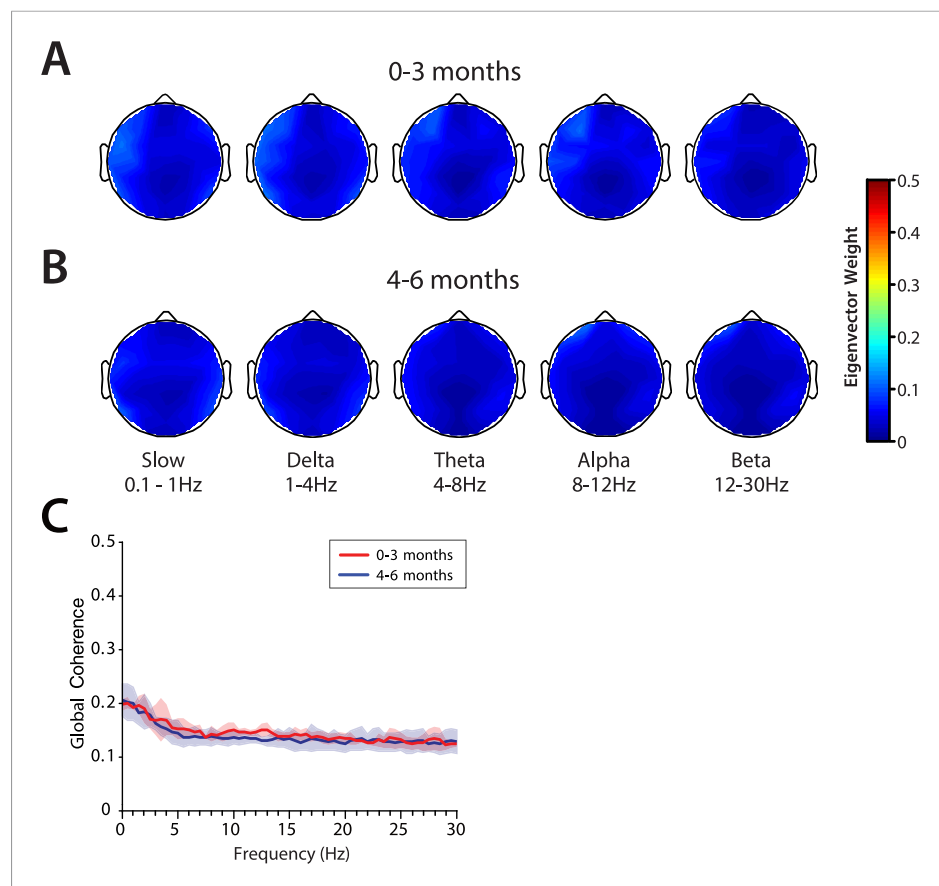 A
0-3 months
B
4-6 months
Slow
0.1 - 1Hz
Delta
1-4Hz
Theta
4-8Hz
Alpha
8-12Hz
Beta
12-30Hz
Eigenvector Weight
0.5
0.4
0.3
0.2
0.1
0
C
0-3 months
4-6 months
Global Coherence
0.5
0.4
0.3
0.2
0.1
0
0
5
10
15
20
25
30
Frequency (Hz)